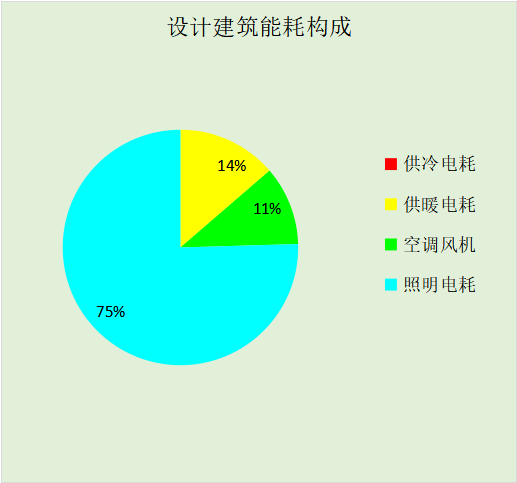 设计建筑能耗构成
14%
11%
75%
供冷电耗
供暖电耗
空调风机
照明电耗